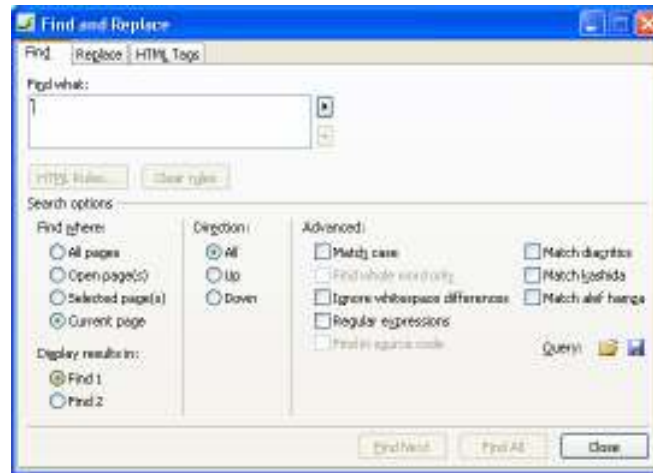 Find and Replace
Find Replace HTML Tags
Find what:
HTML Rules... Clear rules
Search options
Find where: Direction: Advanced:
All pages All Match case Match diacritics
Open page(s) Up Find whole word only Match kashida
Selected page(s) Down Ignore whitespace differences Match alef hamza
Current page Regular expressions
Find in source code
Display results in: Query:
Find 1
Find 2
Find Next Find All Close